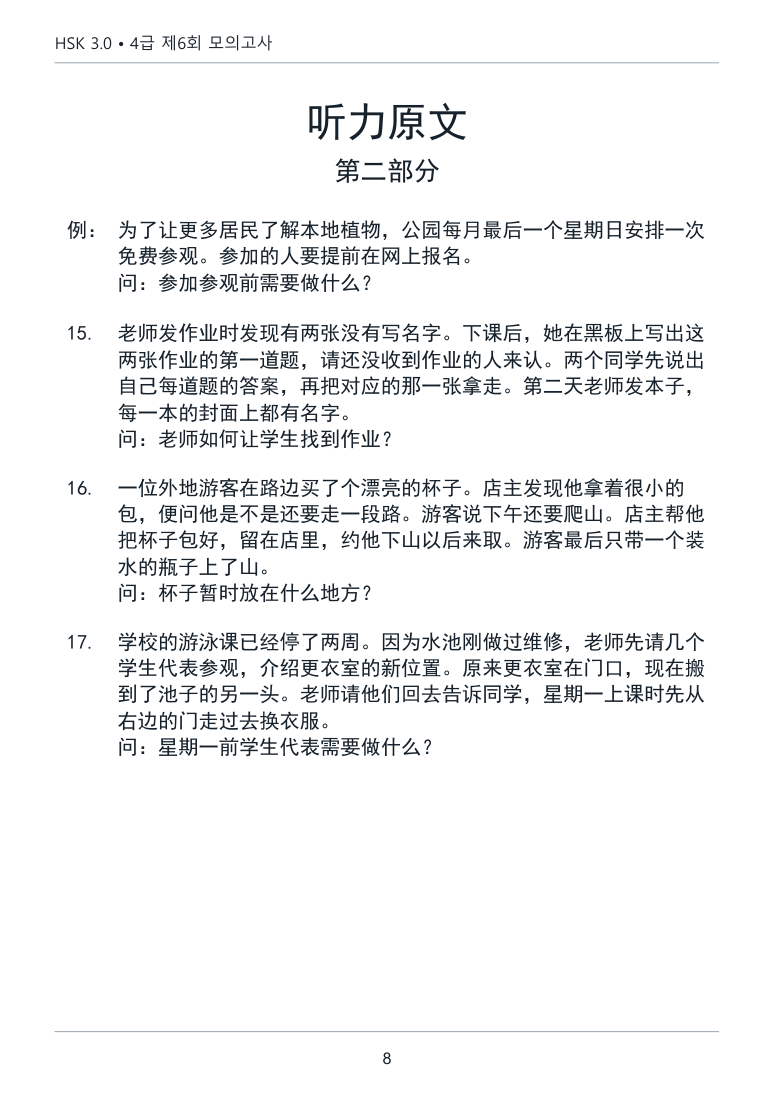 HSK 3.0 • 4급 제6회 모의고사
听力原文
第二部分
例： 为了让更多居民了解本地植物，公园每月最后一个星期日安排一次
免费参观。参加的人要提前在网上报名。
问：参加参观前需要做什么？
15. 老师发作业时发现有两张没有写名字。下课后，她在黑板上写出这
两张作业的第一道题，请还没收到作业的人来认。两个同学先说出
自己每道题的答案，再把对应的那一张拿走。第二天老师发本子，
每一本的封面上都有名字。
问：老师如何让学生找到作业？
16. 一位外地游客在路边买了个漂亮的杯子。店主发现他拿着很小的
包，便问他是不是还要走一段路。游客说下午还要爬山。店主帮他
把杯子包好，留在店里，约他下山以后来取。游客最后只带一个装
水的瓶子上了山。
问：杯子暂时放在什么地方？
17. 学校的游泳课已经停了两周。因为水池刚做过维修，老师先请几个
学生代表参观，介绍更衣室的新位置。原来更衣室在门口，现在搬
到了池子的另一头。老师请他们回去告诉同学，星期一上课时先从
右边的门走过去换衣服。
问：星期一前学生代表需要做什么？
8